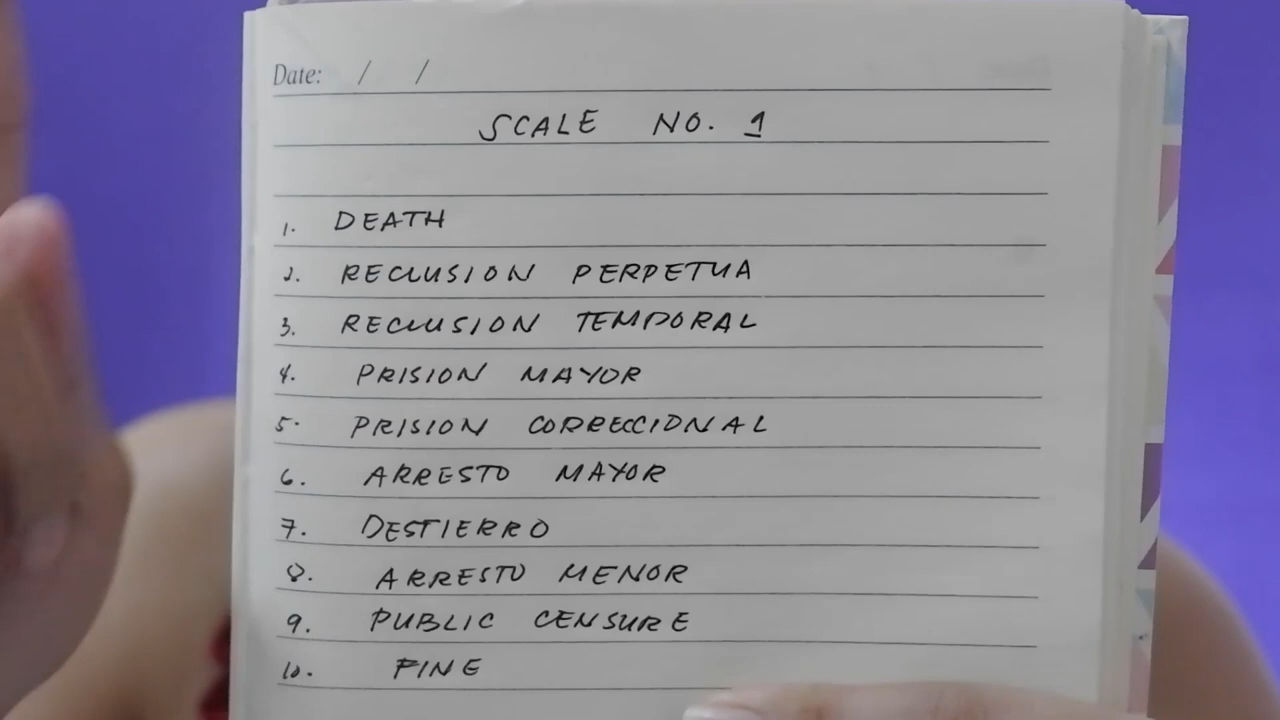 Date: / /
SCALE NO. 1
1. DEATH
2. RECLUSION PERPETUA
3. RECLUSION TEMPORAL
4. PRISION MAYOR
5. PRISION CORRECCIONAL
6. ARRESTO MAYOR
7. DESTIERRO
8. ARRESTO MENOR
9. PUBLIC CENSURE
10. FINE